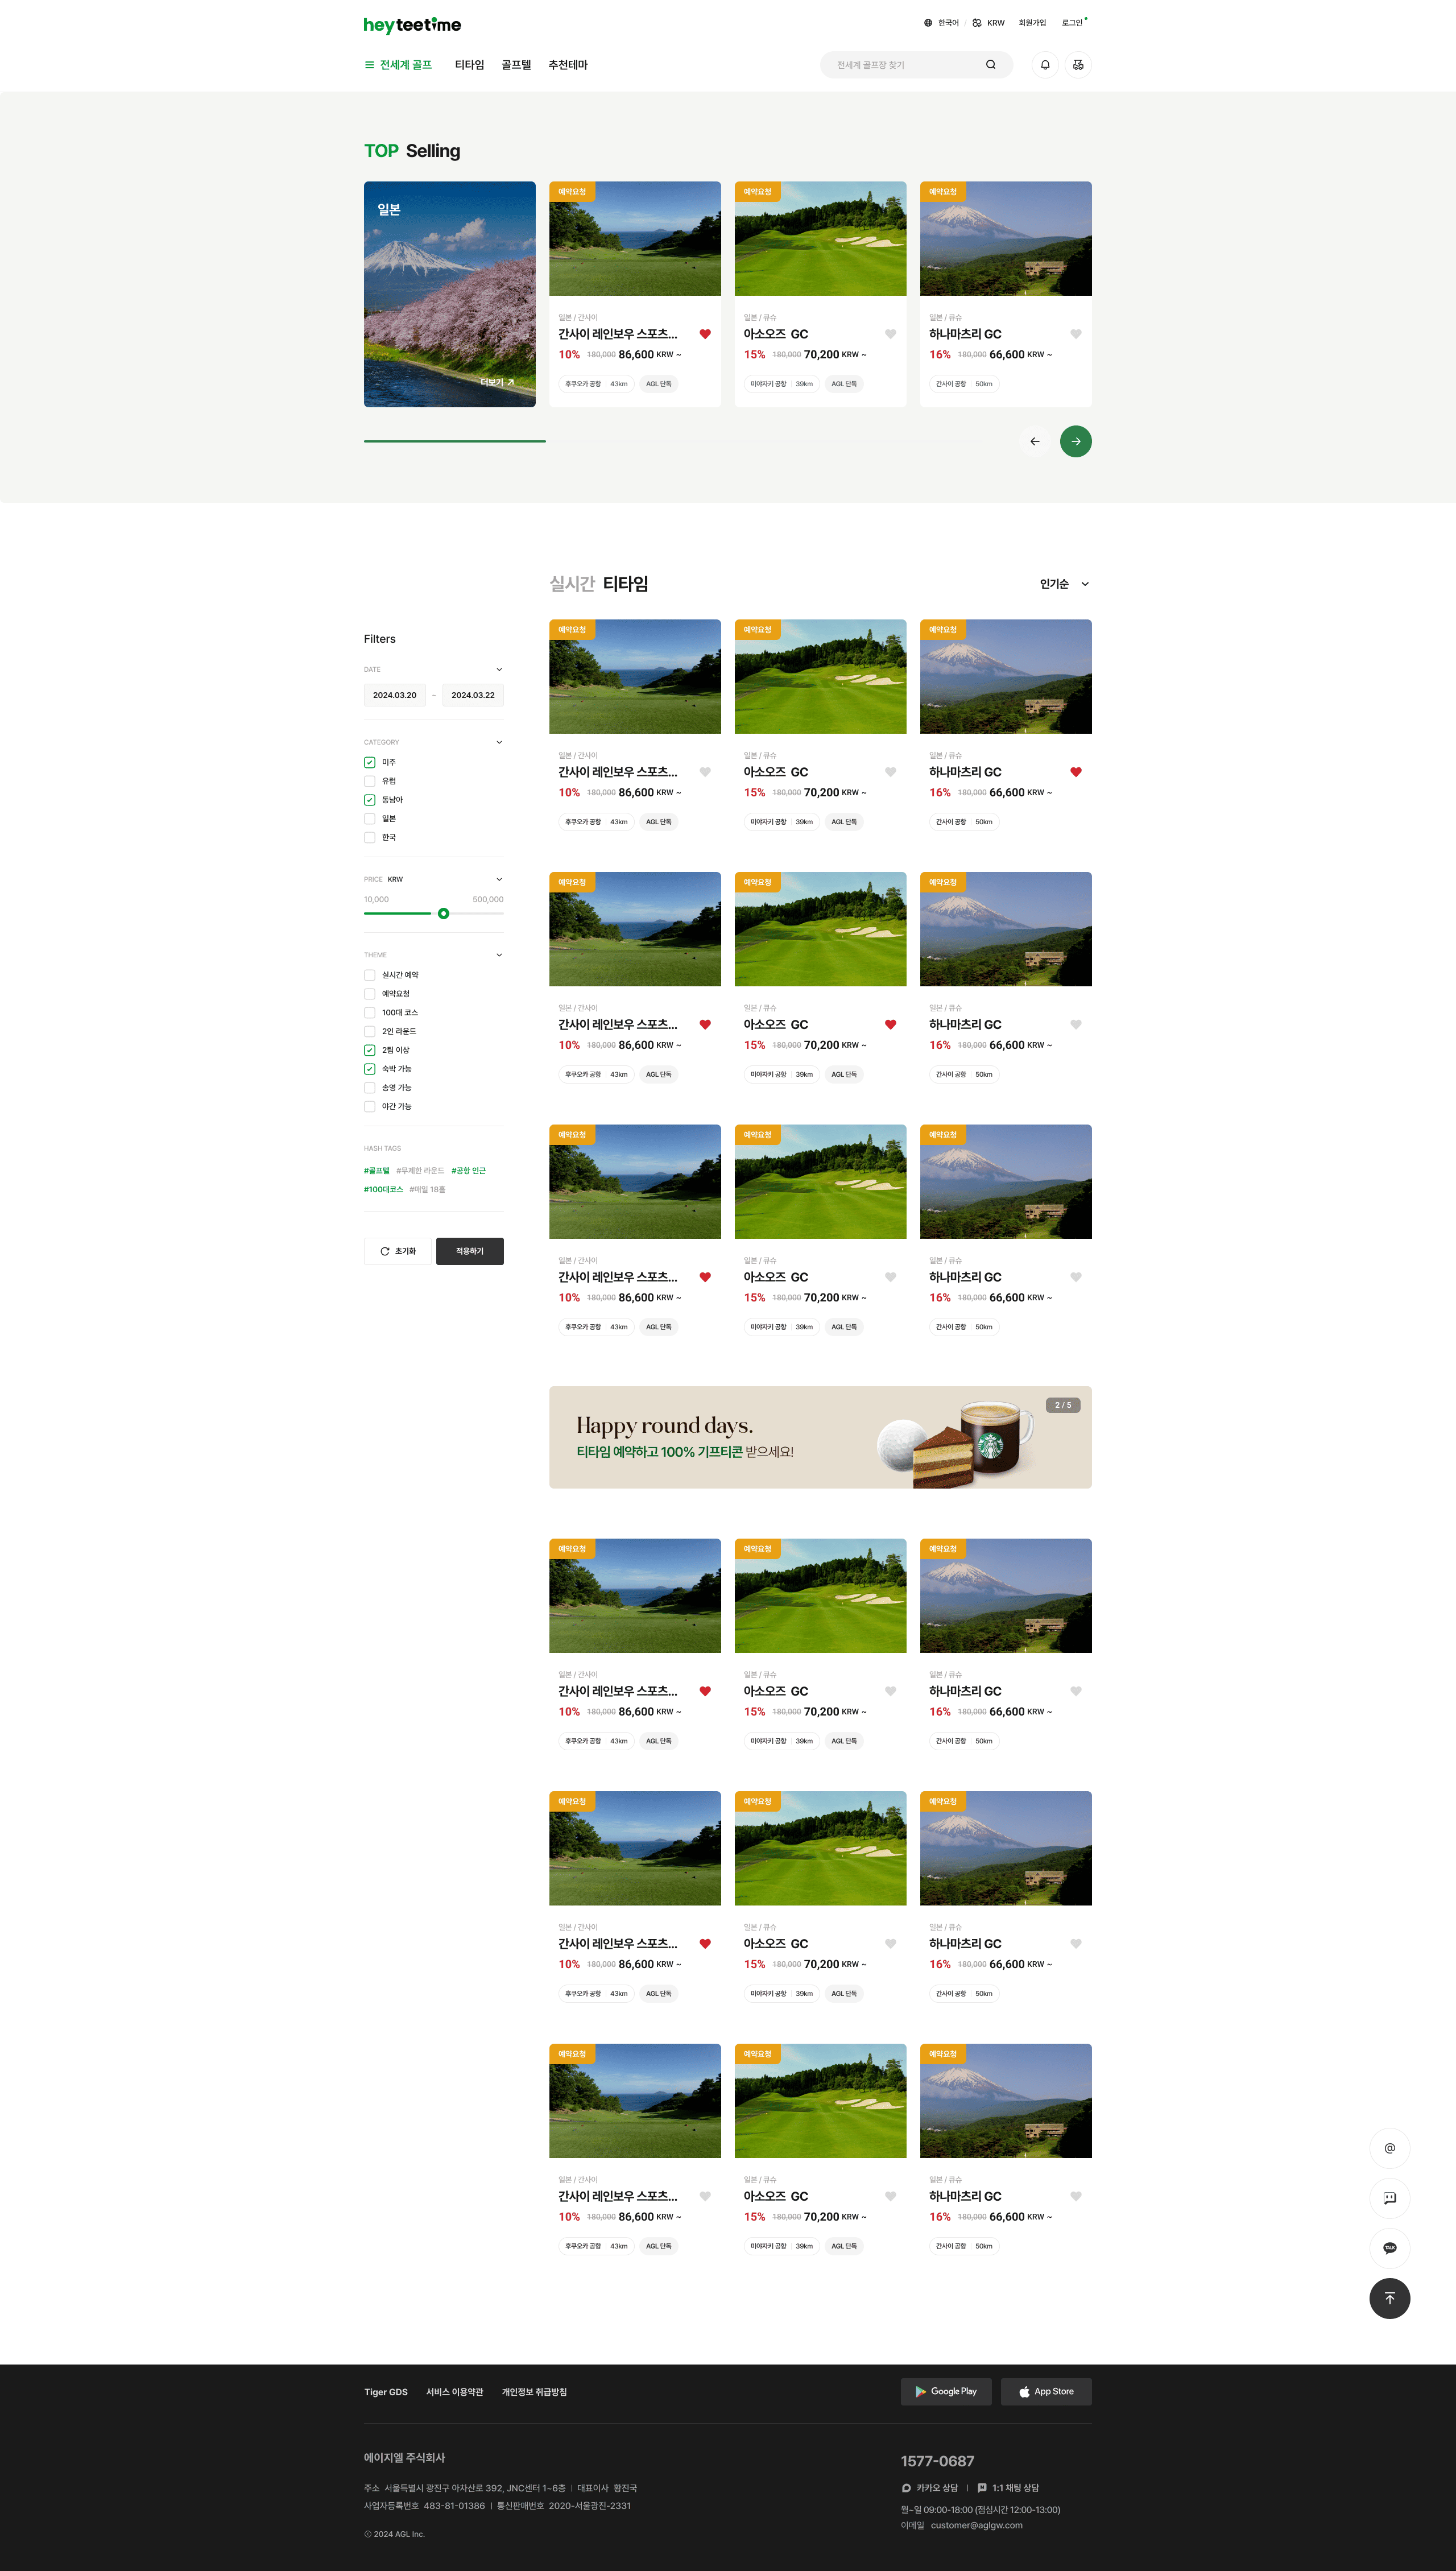 heyteetime
한국어 KRW 회원가입 로그인
전세계 골프 티타임 골프텔 추천테마
전세계 골프장 찾기
TOP Selling
일본
더보기
예약요청
일본 / 간사이
간사이 레인보우 스포츠...
10% 180,000 86,600 KRW ~
후쿠오카 공항 43km AGL 단독
예약요청
일본 / 큐슈
아소오즈 GC
15% 180,000 70,200 KRW ~
미야자키 공항 39km AGL 단독
예약요청
일본 / 큐슈
하나마츠리 GC
16% 180,000 66,600 KRW ~
간사이 공항 50km
실시간 티타임
인기순
Filters
DATE
2024.03.20 ~ 2024.03.22
CATEGORY
미주
유럽
동남아
일본
한국
PRICE KRW
10,000 500,000
THEME
실시간 예약
예약요청
100대 코스
2인 라운드
2팀 이상
숙박 가능
송영 가능
야간 가능
HASH TAGS
#골프텔 #무제한 라운드 #공항 인근
#100대코스 #매일 18홀
초기화 적용하기
예약요청
일본 / 간사이
간사이 레인보우 스포츠...
10% 180,000 86,600 KRW ~
후쿠오카 공항 43km AGL 단독
예약요청
일본 / 큐슈
아소오즈 GC
15% 180,000 70,200 KRW ~
미야자키 공항 39km AGL 단독
예약요청
일본 / 큐슈
하나마츠리 GC
16% 180,000 66,600 KRW ~
간사이 공항 50km
예약요청
일본 / 간사이
간사이 레인보우 스포츠...
10% 180,000 86,600 KRW ~
후쿠오카 공항 43km AGL 단독
예약요청
일본 / 큐슈
아소오즈 GC
15% 180,000 70,200 KRW ~
미야자키 공항 39km AGL 단독
예약요청
일본 / 큐슈
하나마츠리 GC
16% 180,000 66,600 KRW ~
간사이 공항 50km
예약요청
일본 / 간사이
간사이 레인보우 스포츠...
10% 180,000 86,600 KRW ~
후쿠오카 공항 43km AGL 단독
예약요청
일본 / 큐슈
아소오즈 GC
15% 180,000 70,200 KRW ~
미야자키 공항 39km AGL 단독
예약요청
일본 / 큐슈
하나마츠리 GC
16% 180,000 66,600 KRW ~
간사이 공항 50km
Happy round days.
티타임 예약하고 100% 기프티콘 받으세요!
2 / 5
예약요청
일본 / 간사이
간사이 레인보우 스포츠...
10% 180,000 86,600 KRW ~
후쿠오카 공항 43km AGL 단독
예약요청
일본 / 큐슈
아소오즈 GC
15% 180,000 70,200 KRW ~
미야자키 공항 39km AGL 단독
예약요청
일본 / 큐슈
하나마츠리 GC
16% 180,000 66,600 KRW ~
간사이 공항 50km
예약요청
일본 / 간사이
간사이 레인보우 스포츠...
10% 180,000 86,600 KRW ~
후쿠오카 공항 43km AGL 단독
예약요청
일본 / 큐슈
아소오즈 GC
15% 180,000 70,200 KRW ~
미야자키 공항 39km AGL 단독
예약요청
일본 / 큐슈
하나마츠리 GC
16% 180,000 66,600 KRW ~
간사이 공항 50km
예약요청
일본 / 간사이
간사이 레인보우 스포츠...
10% 180,000 86,600 KRW ~
후쿠오카 공항 43km AGL 단독
예약요청
일본 / 큐슈
아소오즈 GC
15% 180,000 70,200 KRW ~
미야자키 공항 39km AGL 단독
예약요청
일본 / 큐슈
하나마츠리 GC
16% 180,000 66,600 KRW ~
간사이 공항 50km
@
TALK
Tiger GDS 서비스 이용약관 개인정보 취급방침
Google Play App Store
에이지엘 주식회사
주소 서울특별시 광진구 아차산로 392, JNC센터 1~6층 | 대표이사 황진국
사업자등록번호 483-81-01386 | 통신판매번호 2020-서울광진-2331
ⓒ 2024 AGL Inc.
1577-0687
카카오 상담 | 1:1 채팅 상담
월~일 09:00-18:00 (점심시간 12:00-13:00)
이메일 customer@aglgw.com